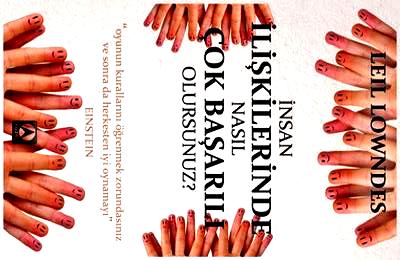 LEIL LOWNDES
İNSAN
İLİŞKİLERİNDE
NASIL
ÇOK BAŞARILI
OLURSUNUZ?
“oyunun kurallarını öğrenmek zorundasınız
ve sonra da herkesten iyi oynamayı”
EINSTEIN